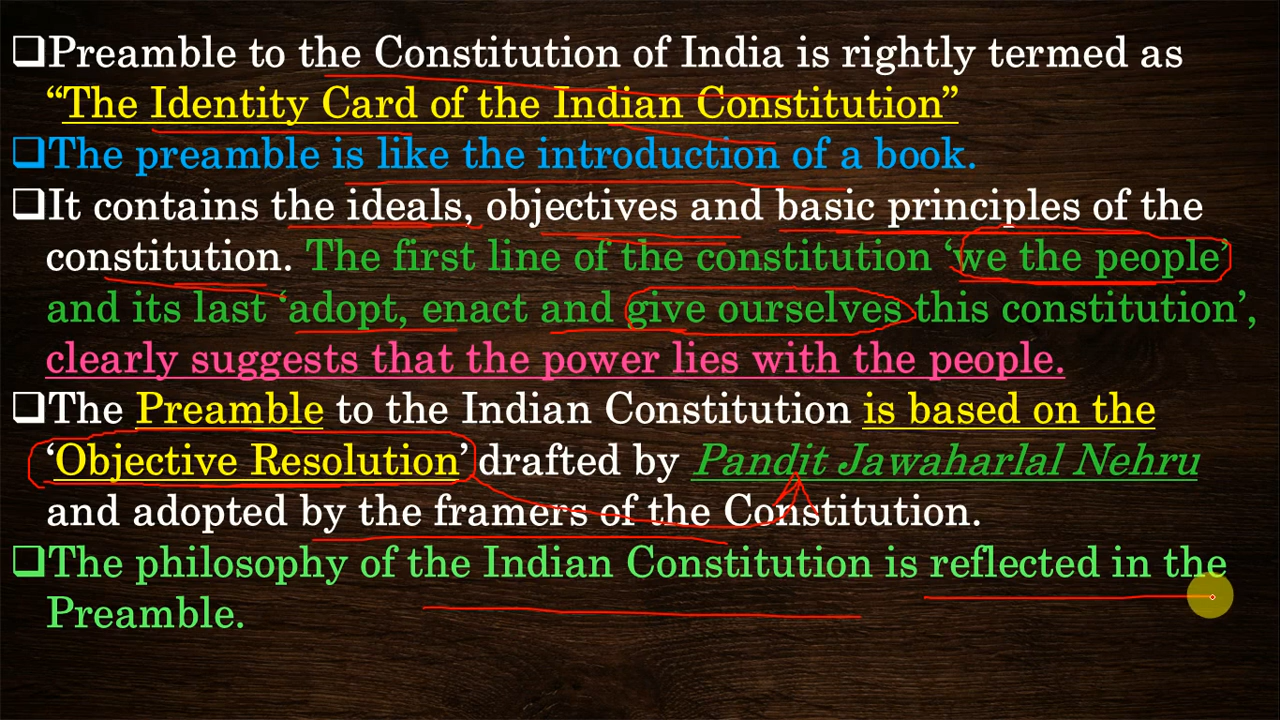 ❑Preamble to the Constitution of India is rightly termed as
“The Identity Card of the Indian Constitution”
❑The preamble is like the introduction of a book.
❑It contains the ideals, objectives and basic principles of the
constitution. The first line of the constitution ‘we the people’
and its last ‘adopt, enact and give ourselves this constitution’,
clearly suggests that the power lies with the people.
❑The Preamble to the Indian Constitution is based on the
‘Objective Resolution’ drafted by Pandit Jawaharlal Nehru
and adopted by the framers of the Constitution.
❑The philosophy of the Indian Constitution is reflected in the
Preamble.